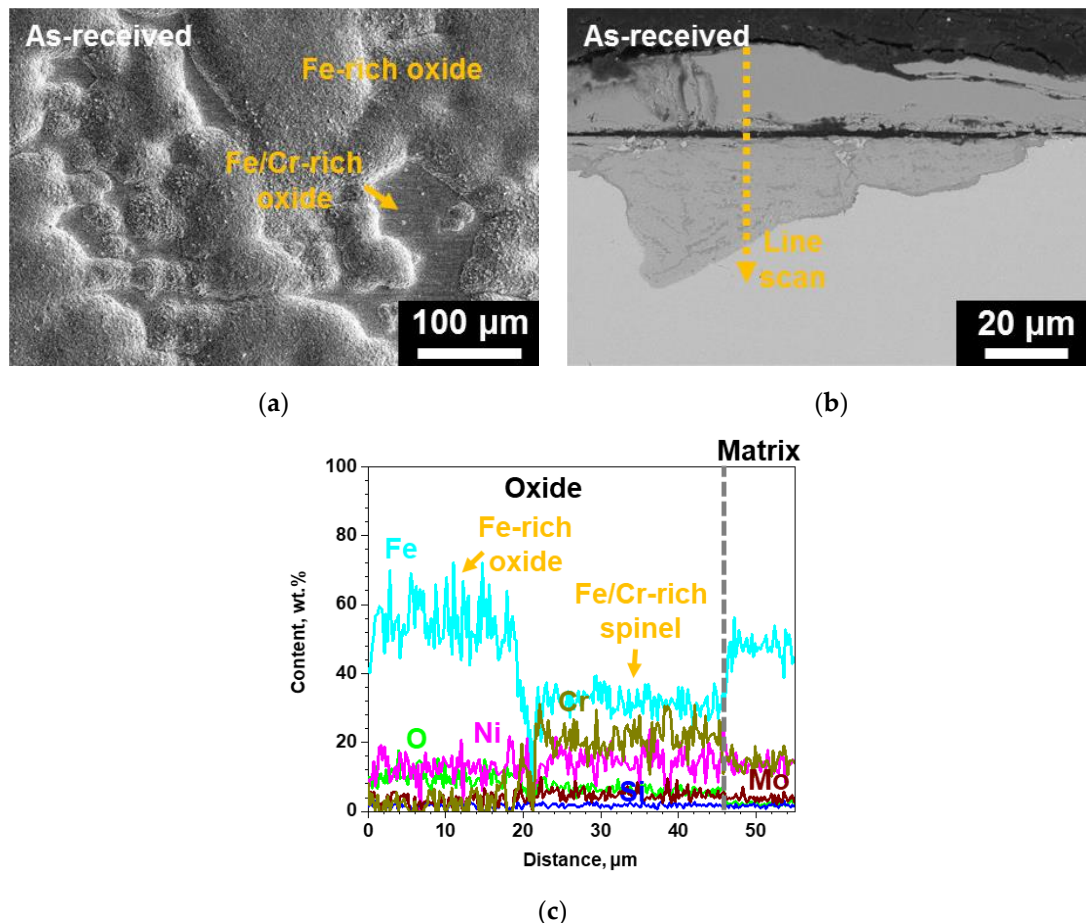 As-received
Fe-rich oxide
Fe/Cr-rich
oxide
100 µm
(a)
As-received
Line
scan
20 µm
(b)
Matrix
100
80
60
40
20
0
Content, wt.%
Oxide
Fe
Fe-rich
oxide
Fe/Cr-rich
spinel
Cr
O
Ni
Si
Mo
0
10
20
30
40
50
Distance, µm
(c)